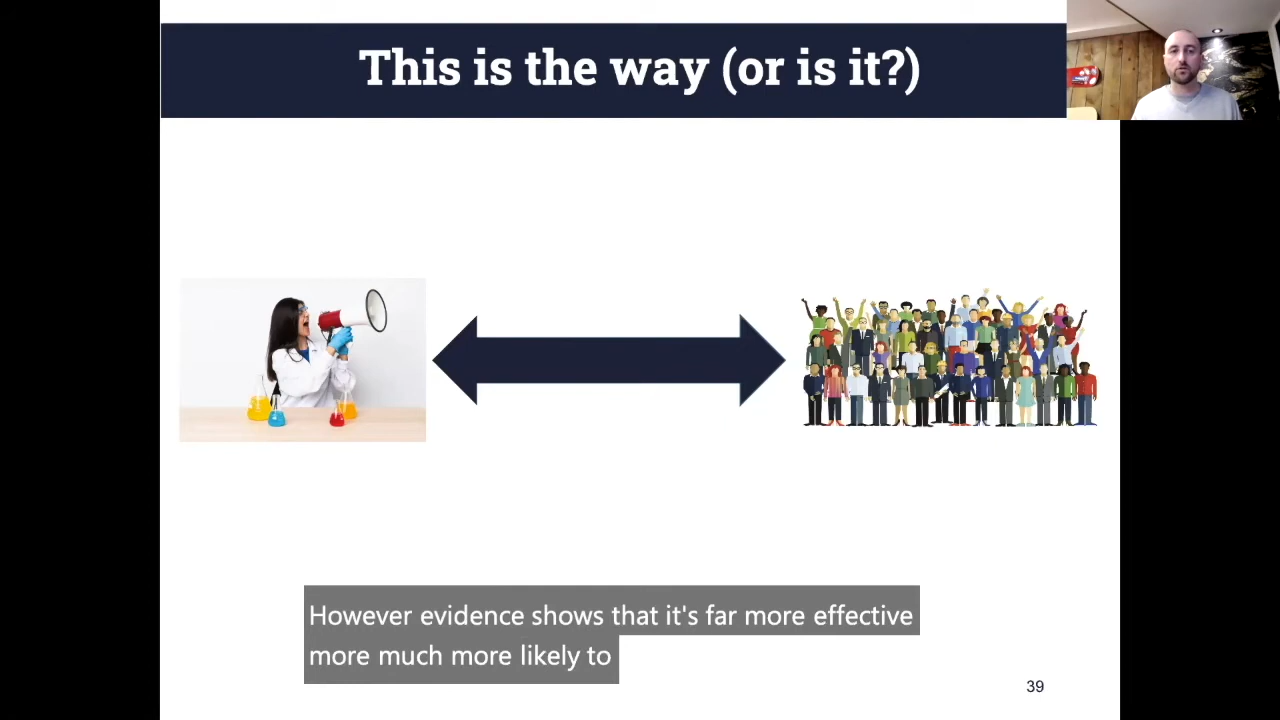 This is the way (or is it?)
However evidence shows that it's far more effective
more much more likely to
39